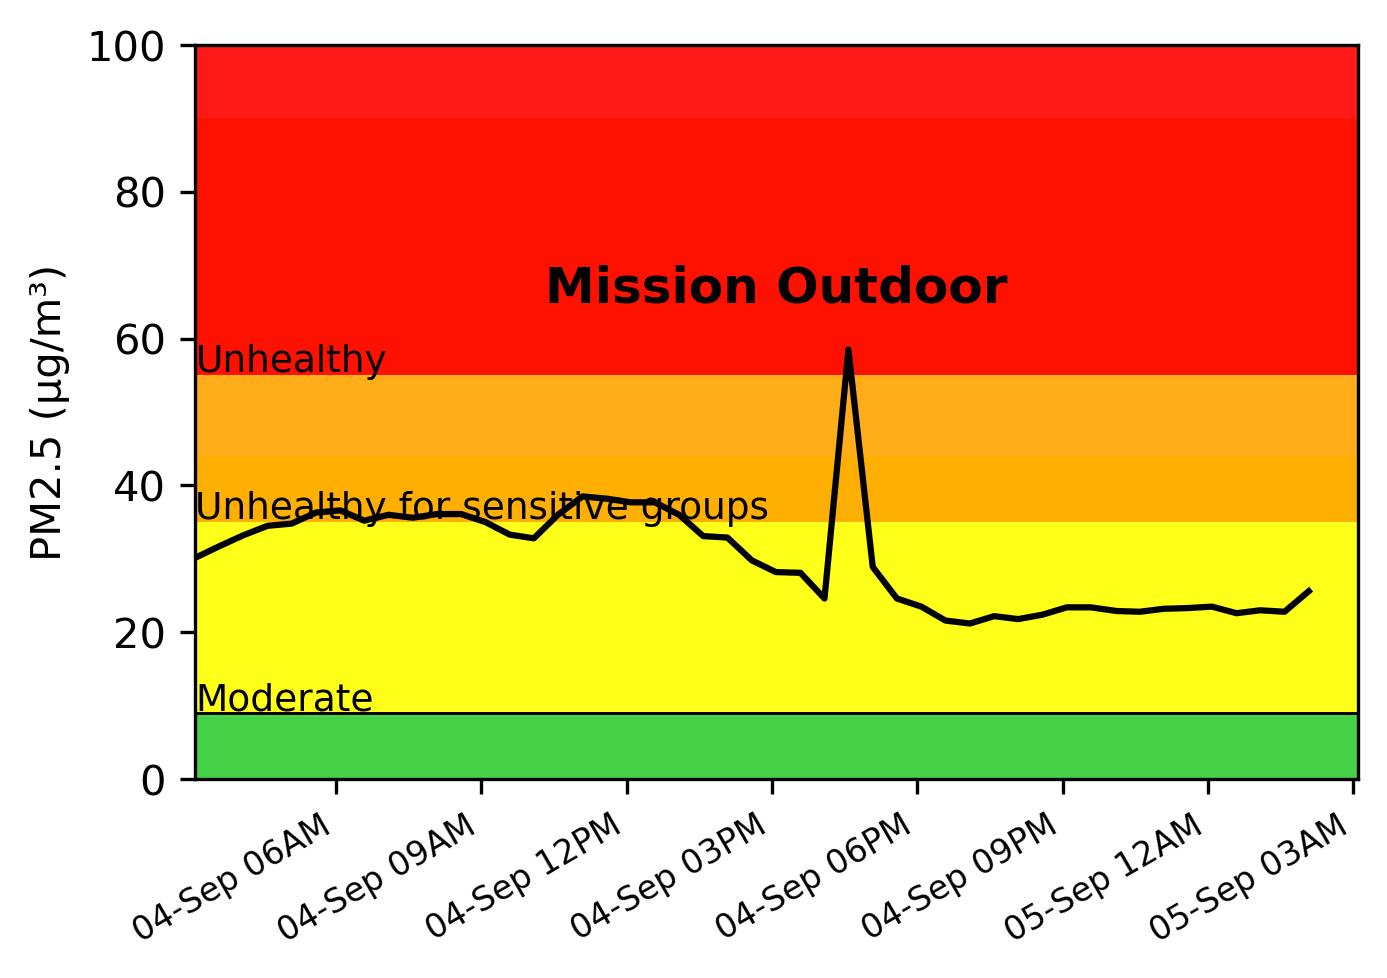 100
80
60
40
20
0
PM2.5 (µg/m³)
Mission Outdoor
Unhealthy
Unhealthy for sensitive groups
Moderate
04-Sep 06AM
04-Sep 09AM
04-Sep 12PM
04-Sep 03PM
04-Sep 06PM
04-Sep 09PM
05-Sep 12AM
05-Sep 03AM